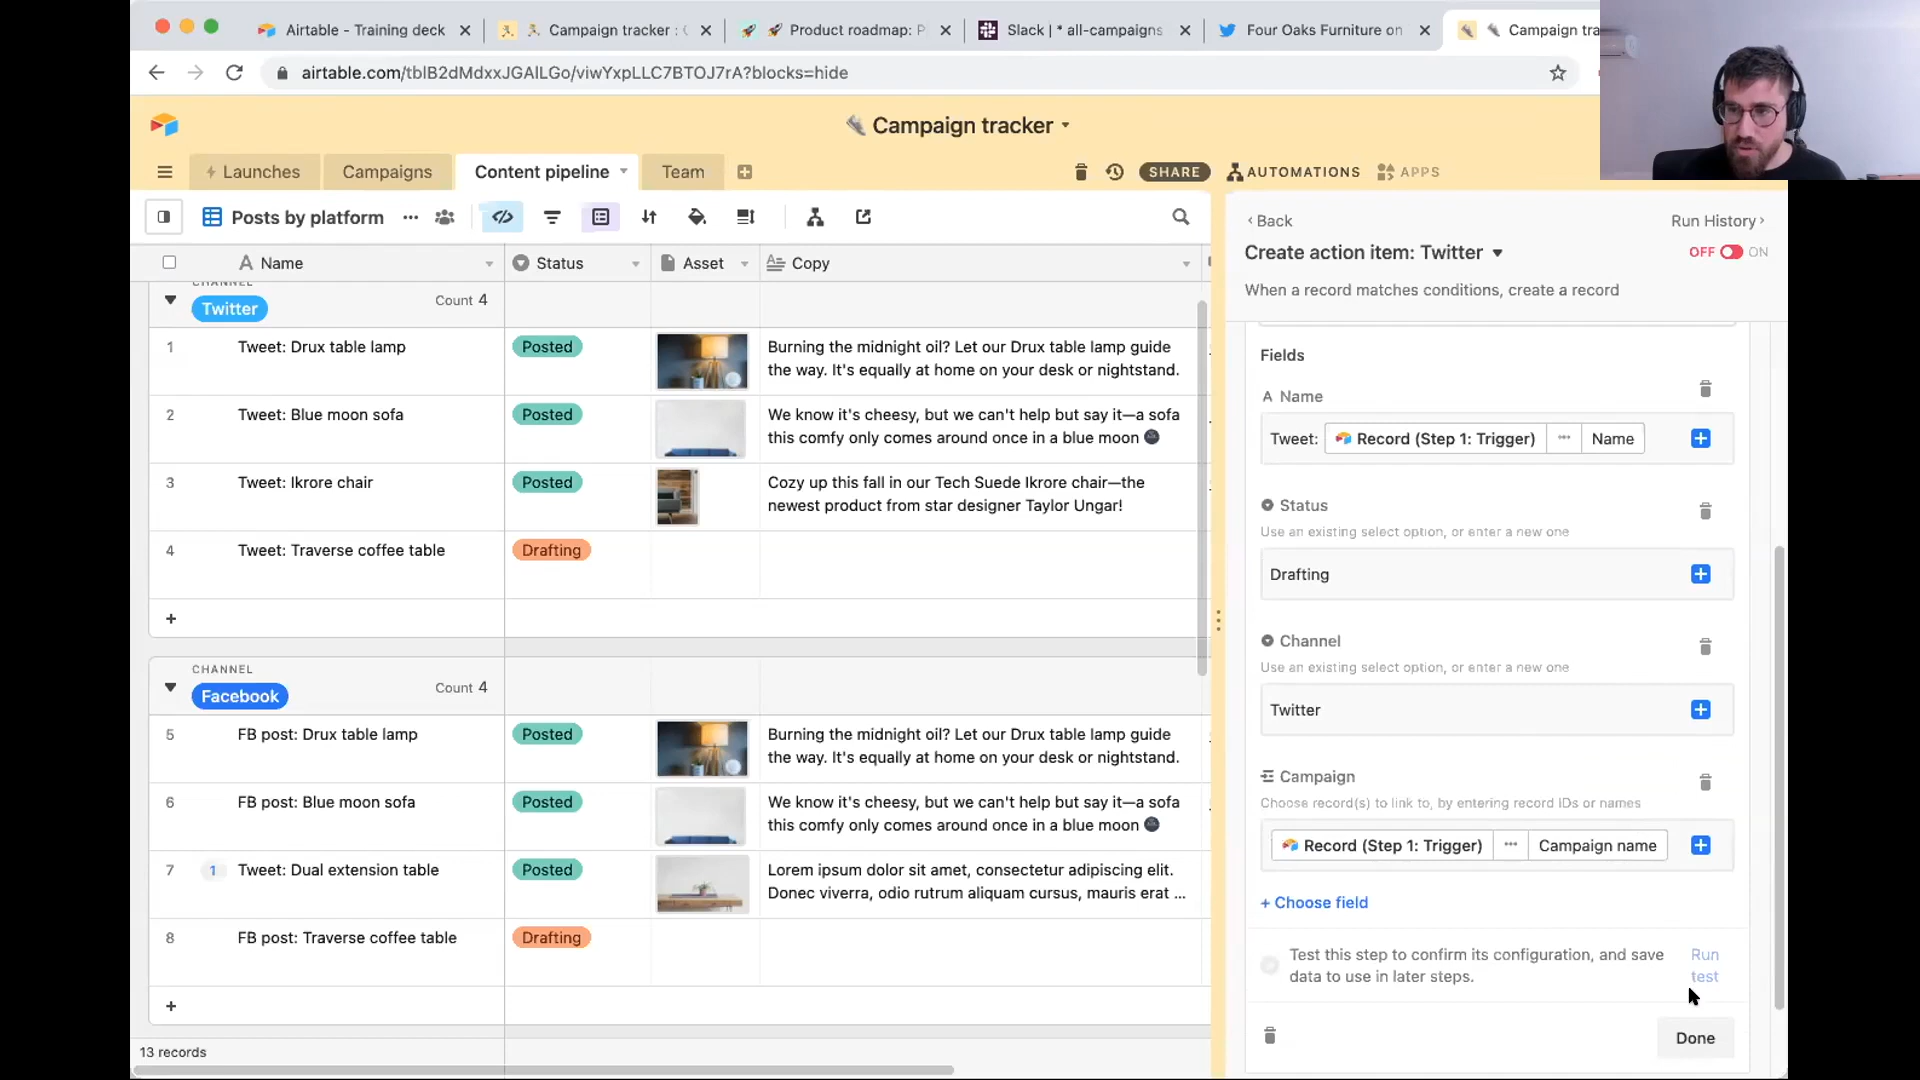 Airtable - Training deck
Campaign tracker :
Product roadmap: P
Slack | * all-campaigns
Four Oaks Furniture on
Campaign tra
airtable.com/tblB2dMdxxJGAlLGo/viwYxpLLC7BTOJ7rA?blocks=hide
Campaign tracker
Launches
Campaigns
Content pipeline
Team
SHARE
AUTOMATIONS
APPS
Posts by platform
Name
Status
Asset
Copy
CHANNEL
Twitter
Count 4
1
Tweet: Drux table lamp
Posted
Burning the midnight oil? Let our Drux table lamp guide
the way. It's equally at home on your desk or nightstand.
2
Tweet: Blue moon sofa
Posted
We know it's cheesy, but we can't help but say it—a sofa
this comfy only comes around once in a blue moon 🌚
3
Tweet: Ikrore chair
Posted
Cozy up this fall in our Tech Suede Ikrore chair—the
newest product from star designer Taylor Ungar!
4
Tweet: Traverse coffee table
Drafting
CHANNEL
Facebook
Count 4
5
FB post: Drux table lamp
Posted
Burning the midnight oil? Let our Drux table lamp guide
the way. It's equally at home on your desk or nightstand.
6
FB post: Blue moon sofa
Posted
We know it's cheesy, but we can't help but say it—a sofa
this comfy only comes around once in a blue moon 🌚
7
1
Tweet: Dual extension table
Posted
Lorem ipsum dolor sit amet, consectetur adipiscing elit.
Donec viverra, odio rutrum aliquam cursus, mauris erat ...
8
FB post: Traverse coffee table
Drafting
13 records
Back
Run History
Create action item: Twitter
OFF
ON
When a record matches conditions, create a record
Fields
Name
Tweet: Record (Step 1: Trigger) ... Name
Status
Use an existing select option, or enter a new one
Drafting
Channel
Use an existing select option, or enter a new one
Twitter
Campaign
Choose record(s) to link to, by entering record IDs or names
Record (Step 1: Trigger) ... Campaign name
+ Choose field
Test this step to confirm its configuration, and save
data to use in later steps.
Run
test
Done